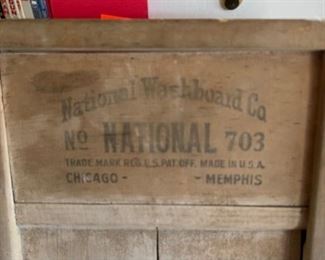 National Washboard Co
No NATIONAL 703
TRADE MARK REG. U.S. PAT. OFF. MADE IN U.S.A.
CHICAGO - - MEMPHIS